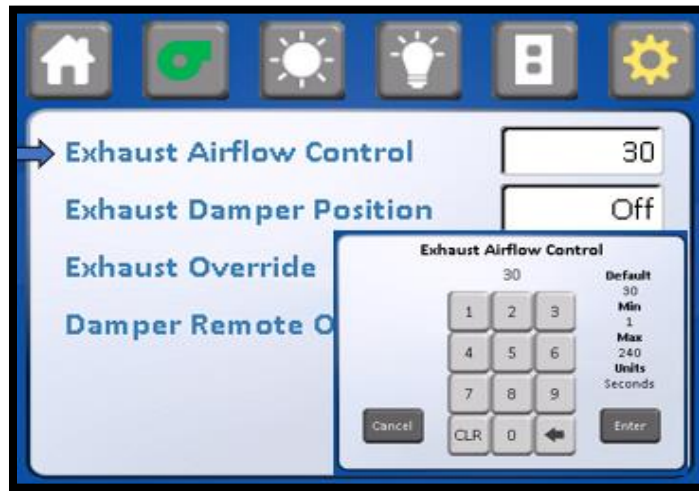 Exhaust Airflow Control 30
Exhaust Damper Position Off
Exhaust Override
Damper Remote O
Exhaust Airflow Control
30
Default
30
Min
1
Max
240
Units
Seconds
1 2 3
4 5 6
7 8 9
Cancel CLR 0 Enter